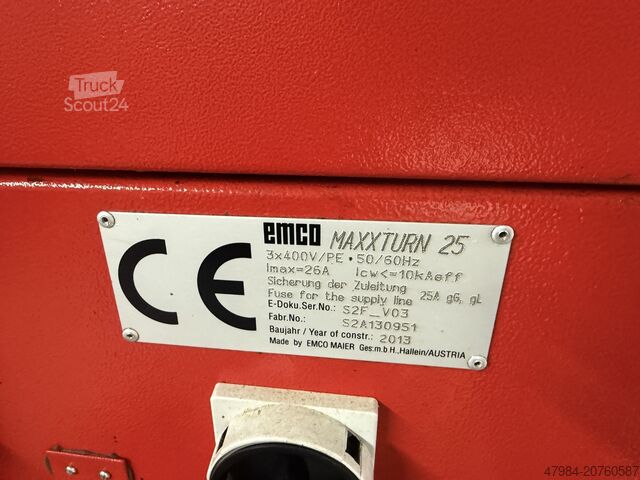 Truck
Scout24
CE
emco MAXXTURN 25
3x400V/PE • 50/60Hz
Imax=26A Icw<=10kAeff
Sicherung der Zuleitung
Fuse for the supply line 25A gG, gL
E-Doku.Ser.No.: S2F_V03
Fabr.No.: S2A130951
Baujahr / Year of constr.: 2013
Made by EMCO MAIER Ges.m.b.H.,Hallein/AUSTRIA
47984-20760587